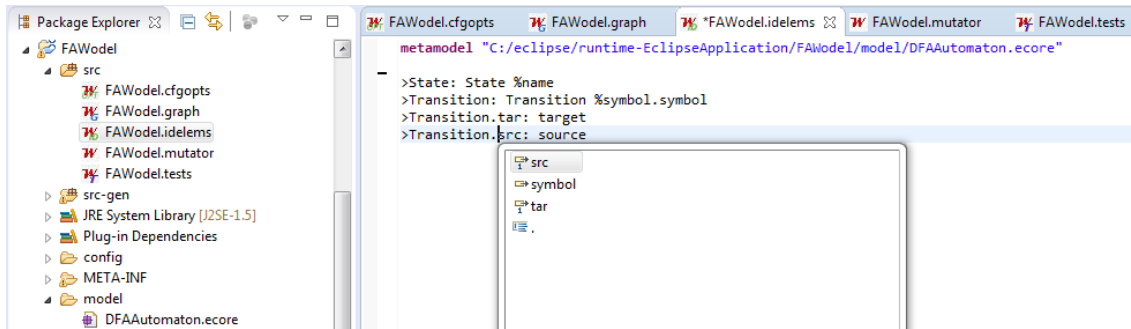 Package Explorer
FAWodel
src
FAWodel.cfgopts
FAWodel.graph
FAWodel.idelems
FAWodel.mutator
FAWodel.tests
src-gen
JRE System Library [J2SE-1.5]
Plug-in Dependencies
config
META-INF
model
DFAAutomaton.ecore
FAWodel.cfgopts FAWodel.graph *FAWodel.idelems FAWodel.mutator FAWodel.tests
metamodel "C:/eclipse/runtime-EclipseApplication/FAWodel/model/DFAAutomaton.ecore"
>State: State %name
>Transition: Transition %symbol.symbol
>Transition.tar: target
>Transition.src: source
src
symbol
tar
.